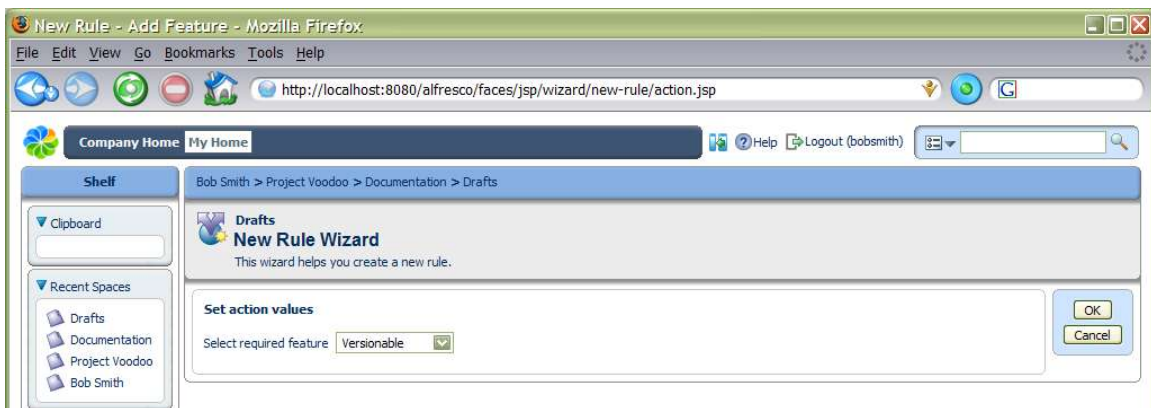 New Rule - Add Feature - Mozilla Firefox
File Edit View Go Bookmarks Tools Help
http://localhost:8080/alfresco/faces/jsp/wizard/new-rule/action.jsp
G
Company Home My Home
Help Logout (bobsmith)
Shelf
Bob Smith > Project Voodoo > Documentation > Drafts
Clipboard
Drafts
New Rule Wizard
This wizard helps you create a new rule.
Recent Spaces
Drafts
Documentation
Project Voodoo
Bob Smith
Set action values
Select required feature Versionable
OK
Cancel